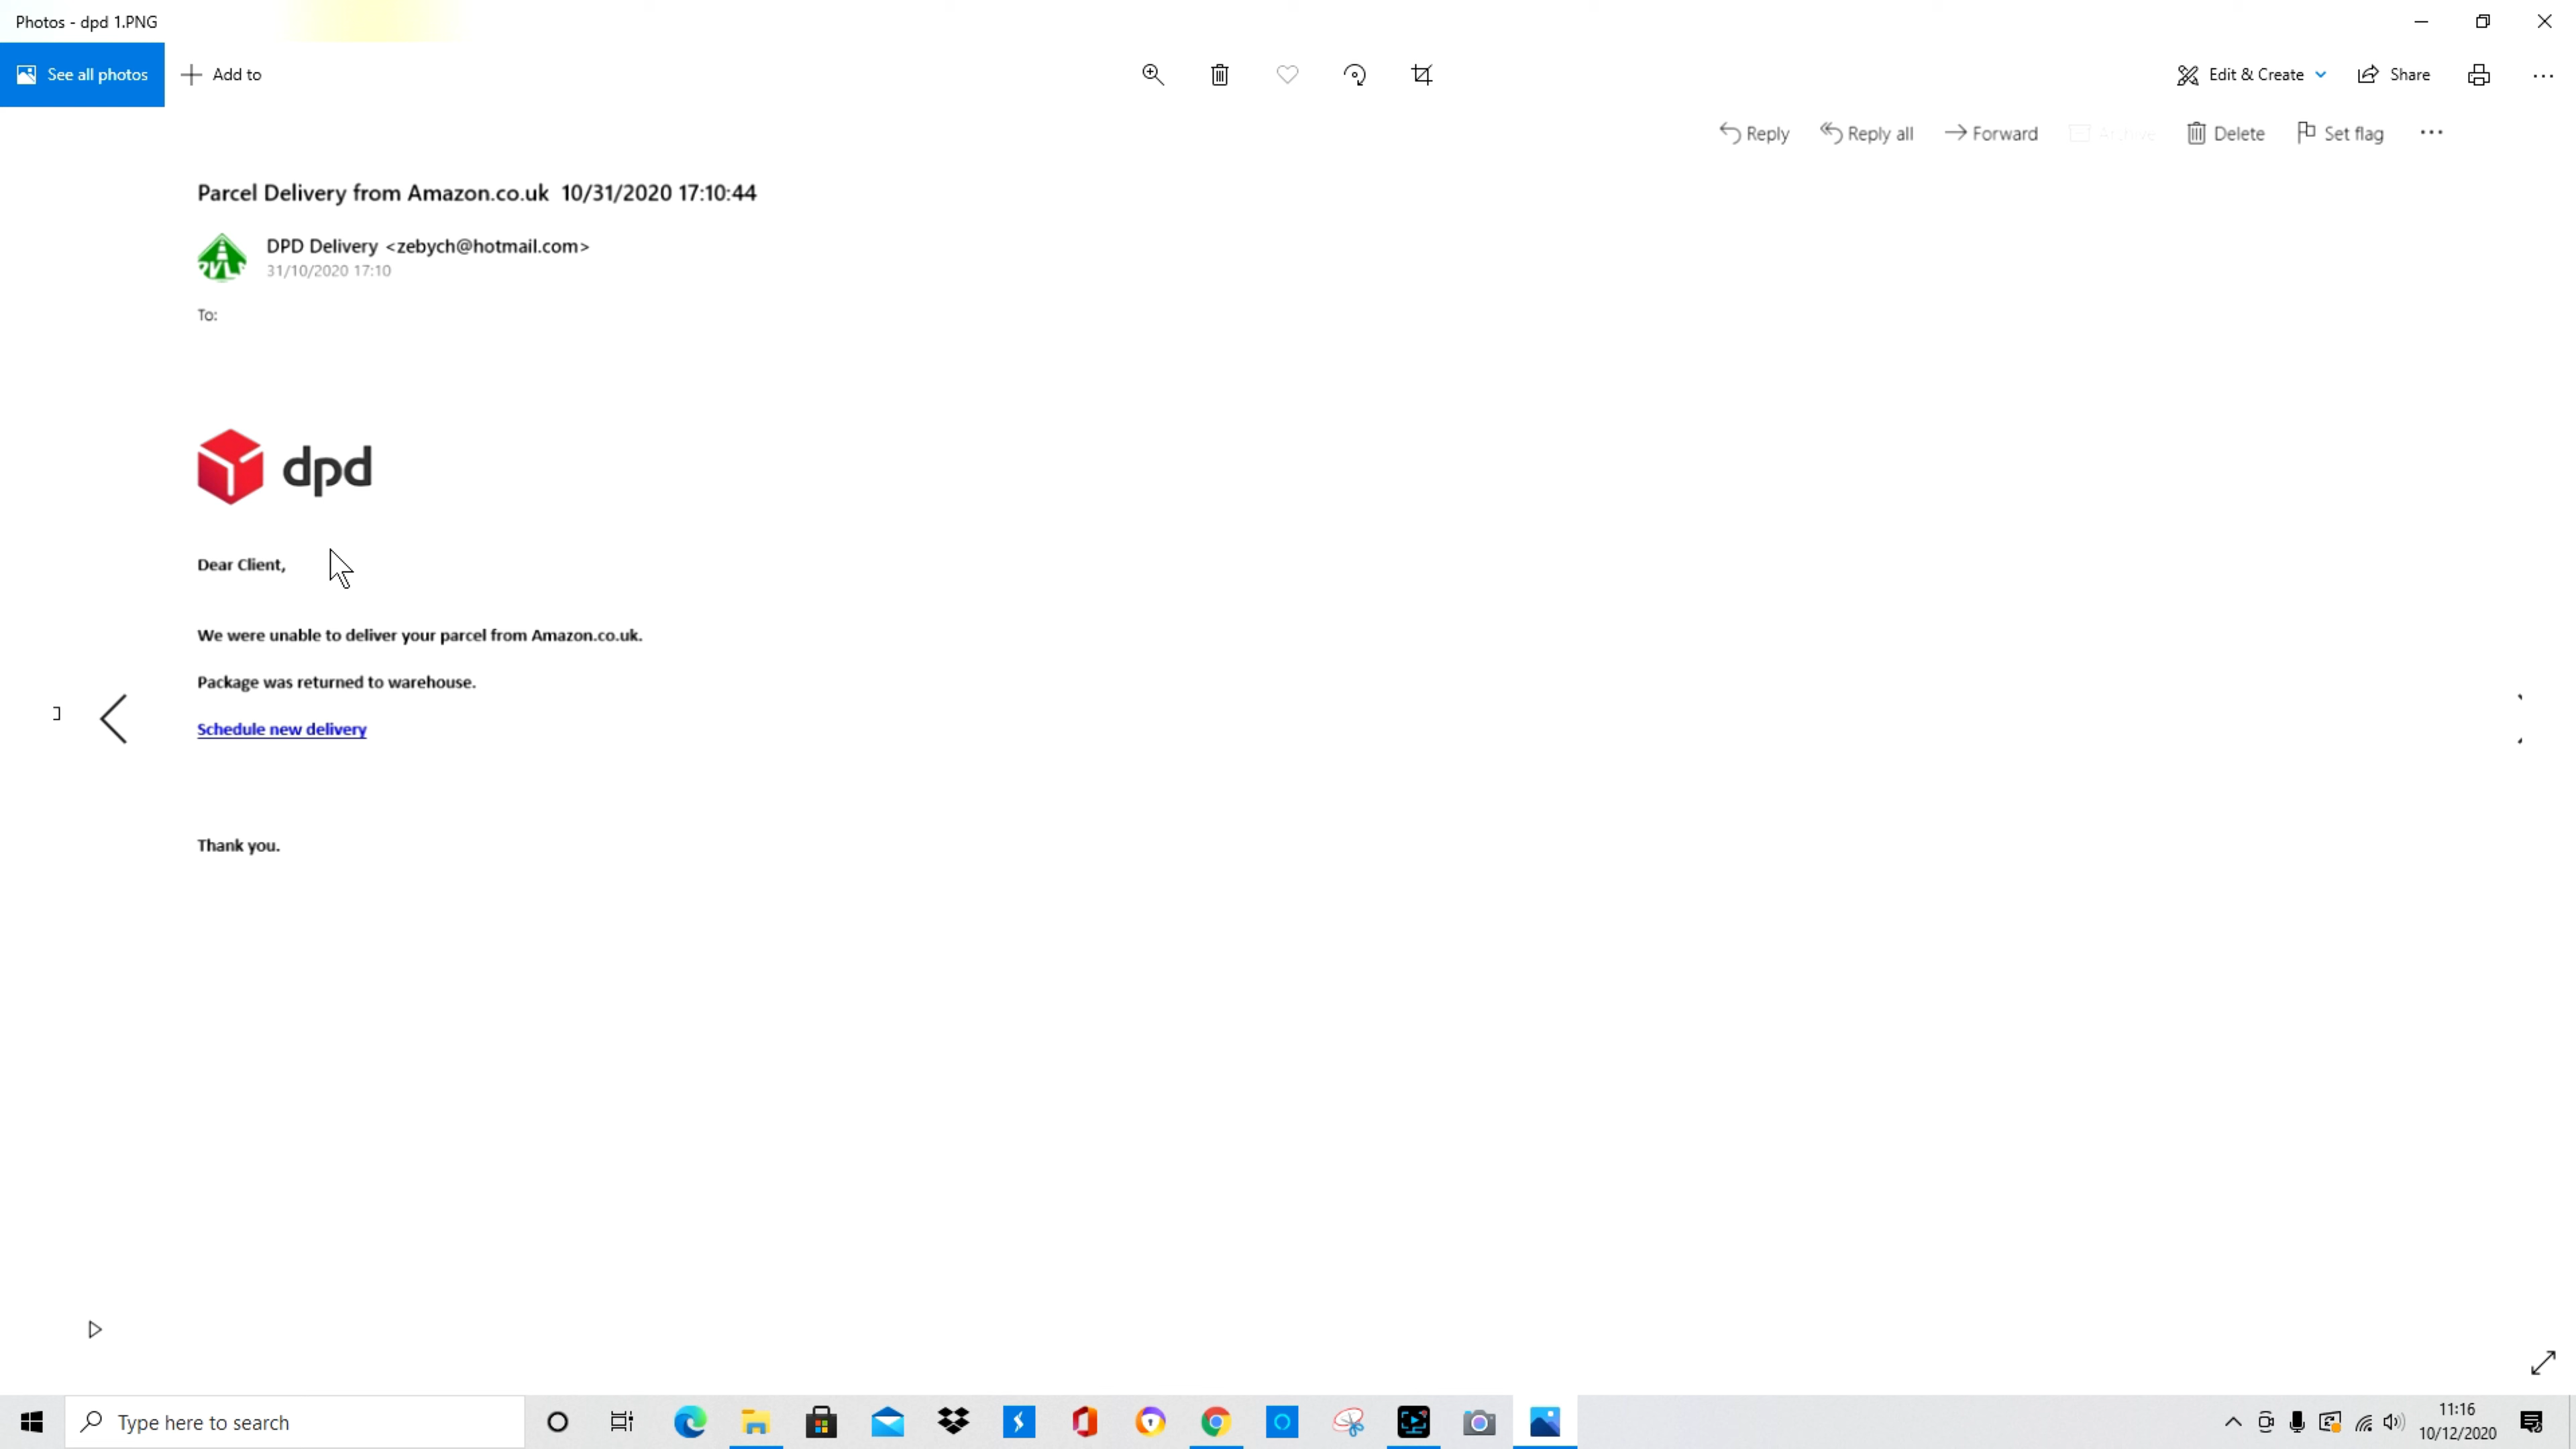 Photos - dpd 1.PNG
See all photos
Add to
Edit & Create
Share
Reply
Reply all
Forward
Delete
Set flag
Parcel Delivery from Amazon.co.uk 10/31/2020 17:10:44
DPD Delivery <zebych@hotmail.com>
31/10/2020 17:10
To:
dpd
Dear Client,
We were unable to deliver your parcel from Amazon.co.uk.
Package was returned to warehouse.
Schedule new delivery
Thank you.
Type here to search
11:16
10/12/2020